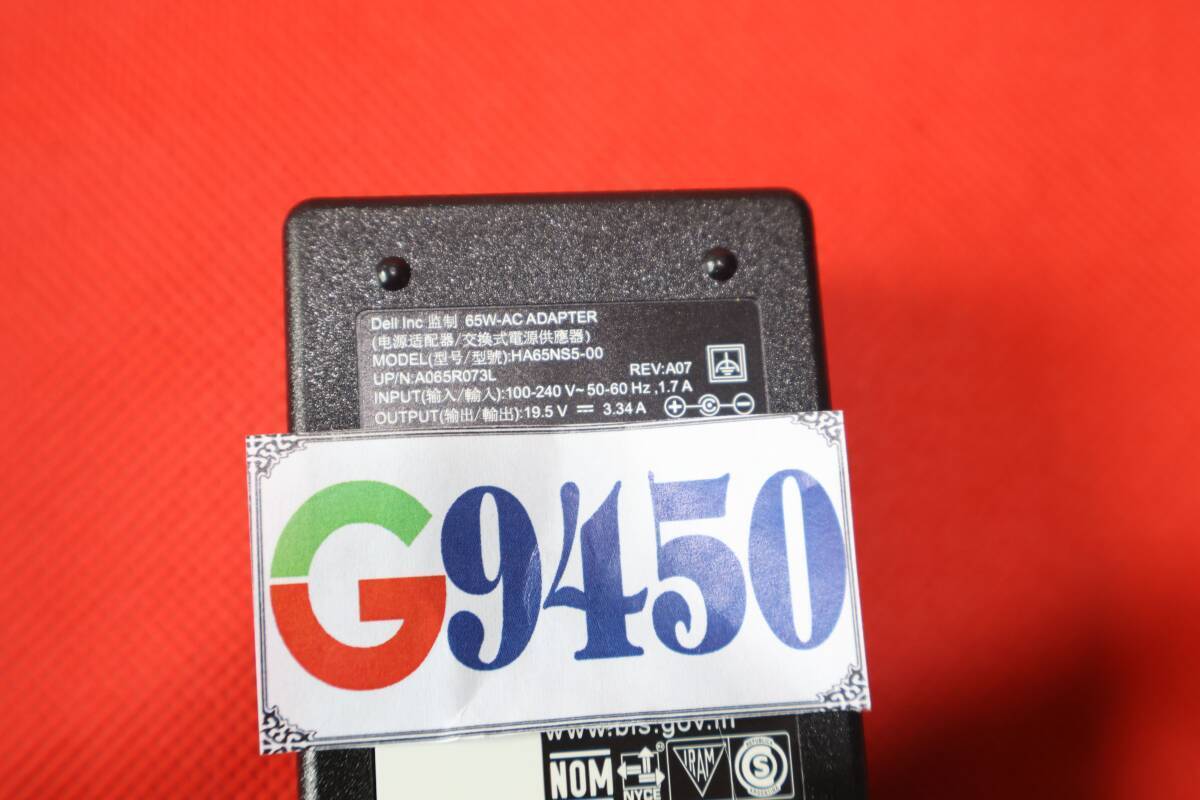 Dell Inc 监制 65W-AC ADAPTER
(电源适配器/交換式電源供應器)
MODEL(型号/型號):HA65NS5-00
UP/N:A065R073L REV:A07
INPUT(输入/輸入):100-240 V~ 50-60 Hz ,1.7 A
OUTPUT(输出/輸出):19.5 V ⎓ 3.34 A
G9450
www.bis.gov.in
NOM
NYCE
IRAM
S